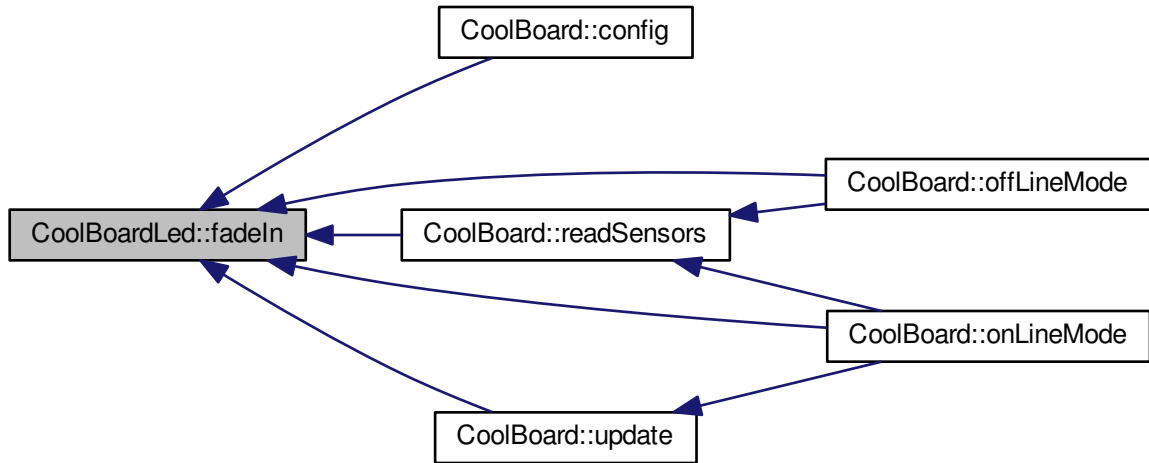 CoolBoard::config
CoolBoard::offLineMode
CoolBoardLed::fadeIn
CoolBoard::readSensors
CoolBoard::onLineMode
CoolBoard::update